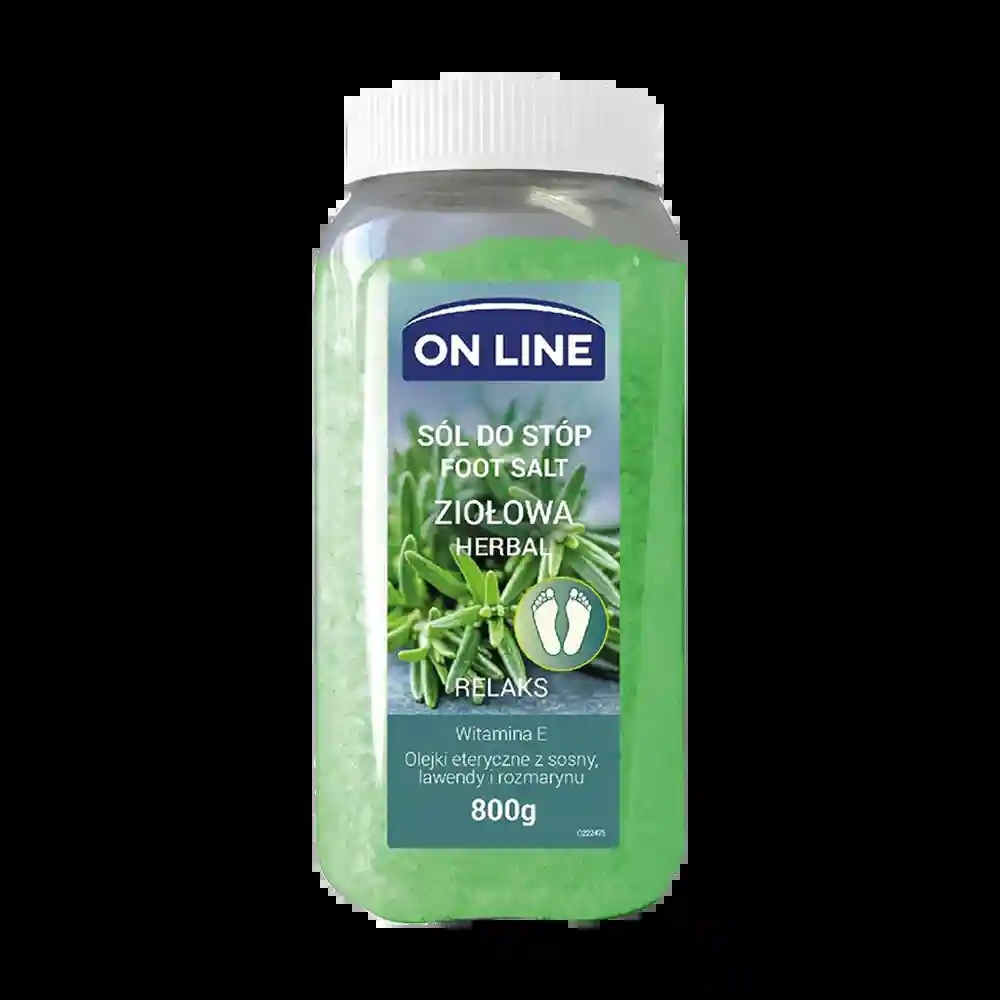 ON LINE
SÓL DO STÓP
FOOT SALT
ZIOŁOWA
HERBAL
RELAKS
Witamina E
Olejki eteryczne z sosny,
lawendy i rozmarynu
800g